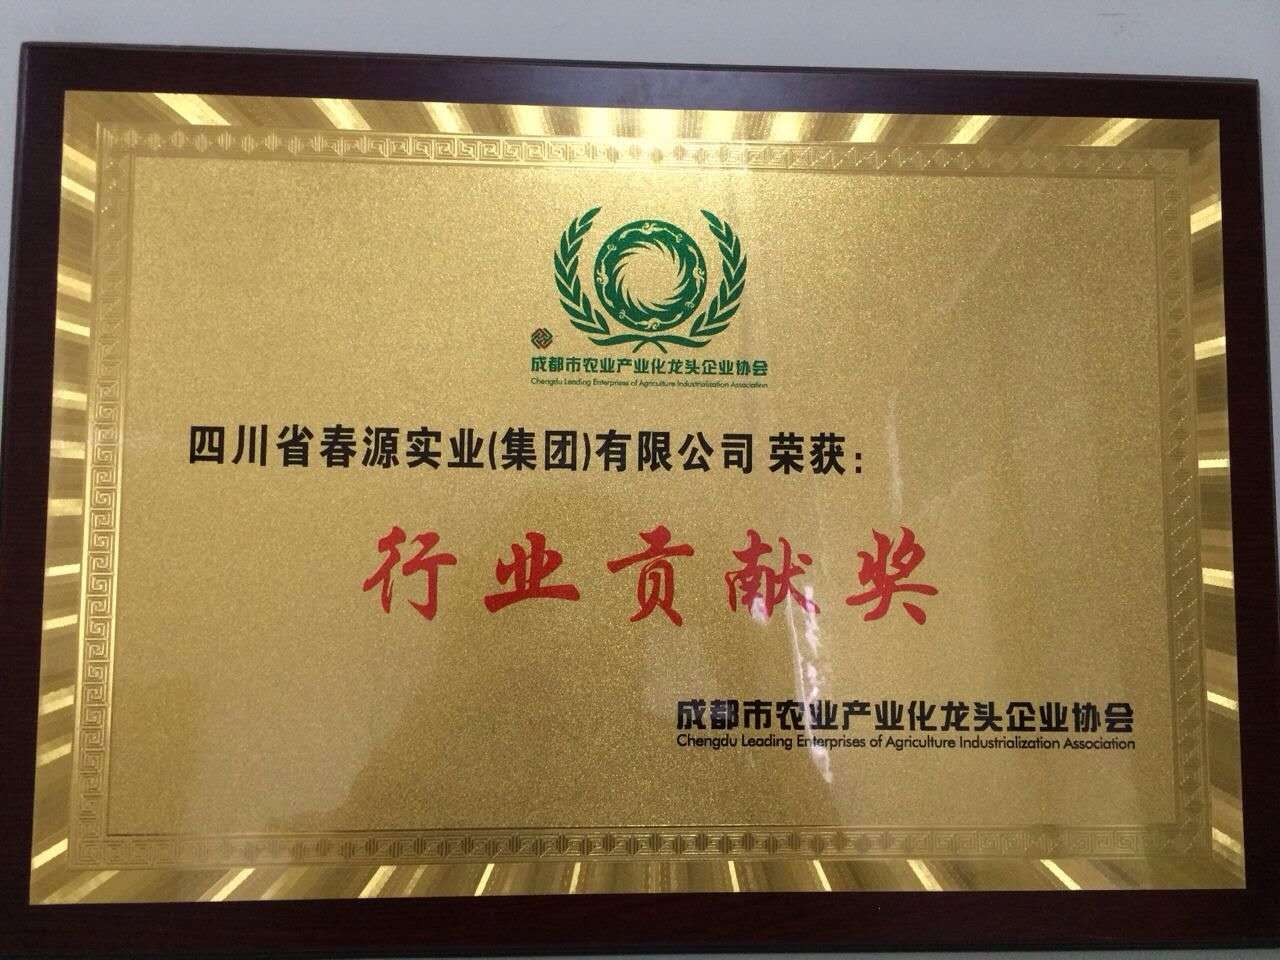 成都市农业产业化龙头企业协会
Chengdu Leading Enterprises of Agriculture Industrialization Association
四川省春源实业(集团)有限公司 荣获:
行业贡献奖
成都市农业产业化龙头企业协会
Chengdu Leading Enterprises of Agriculture Industrialization Association